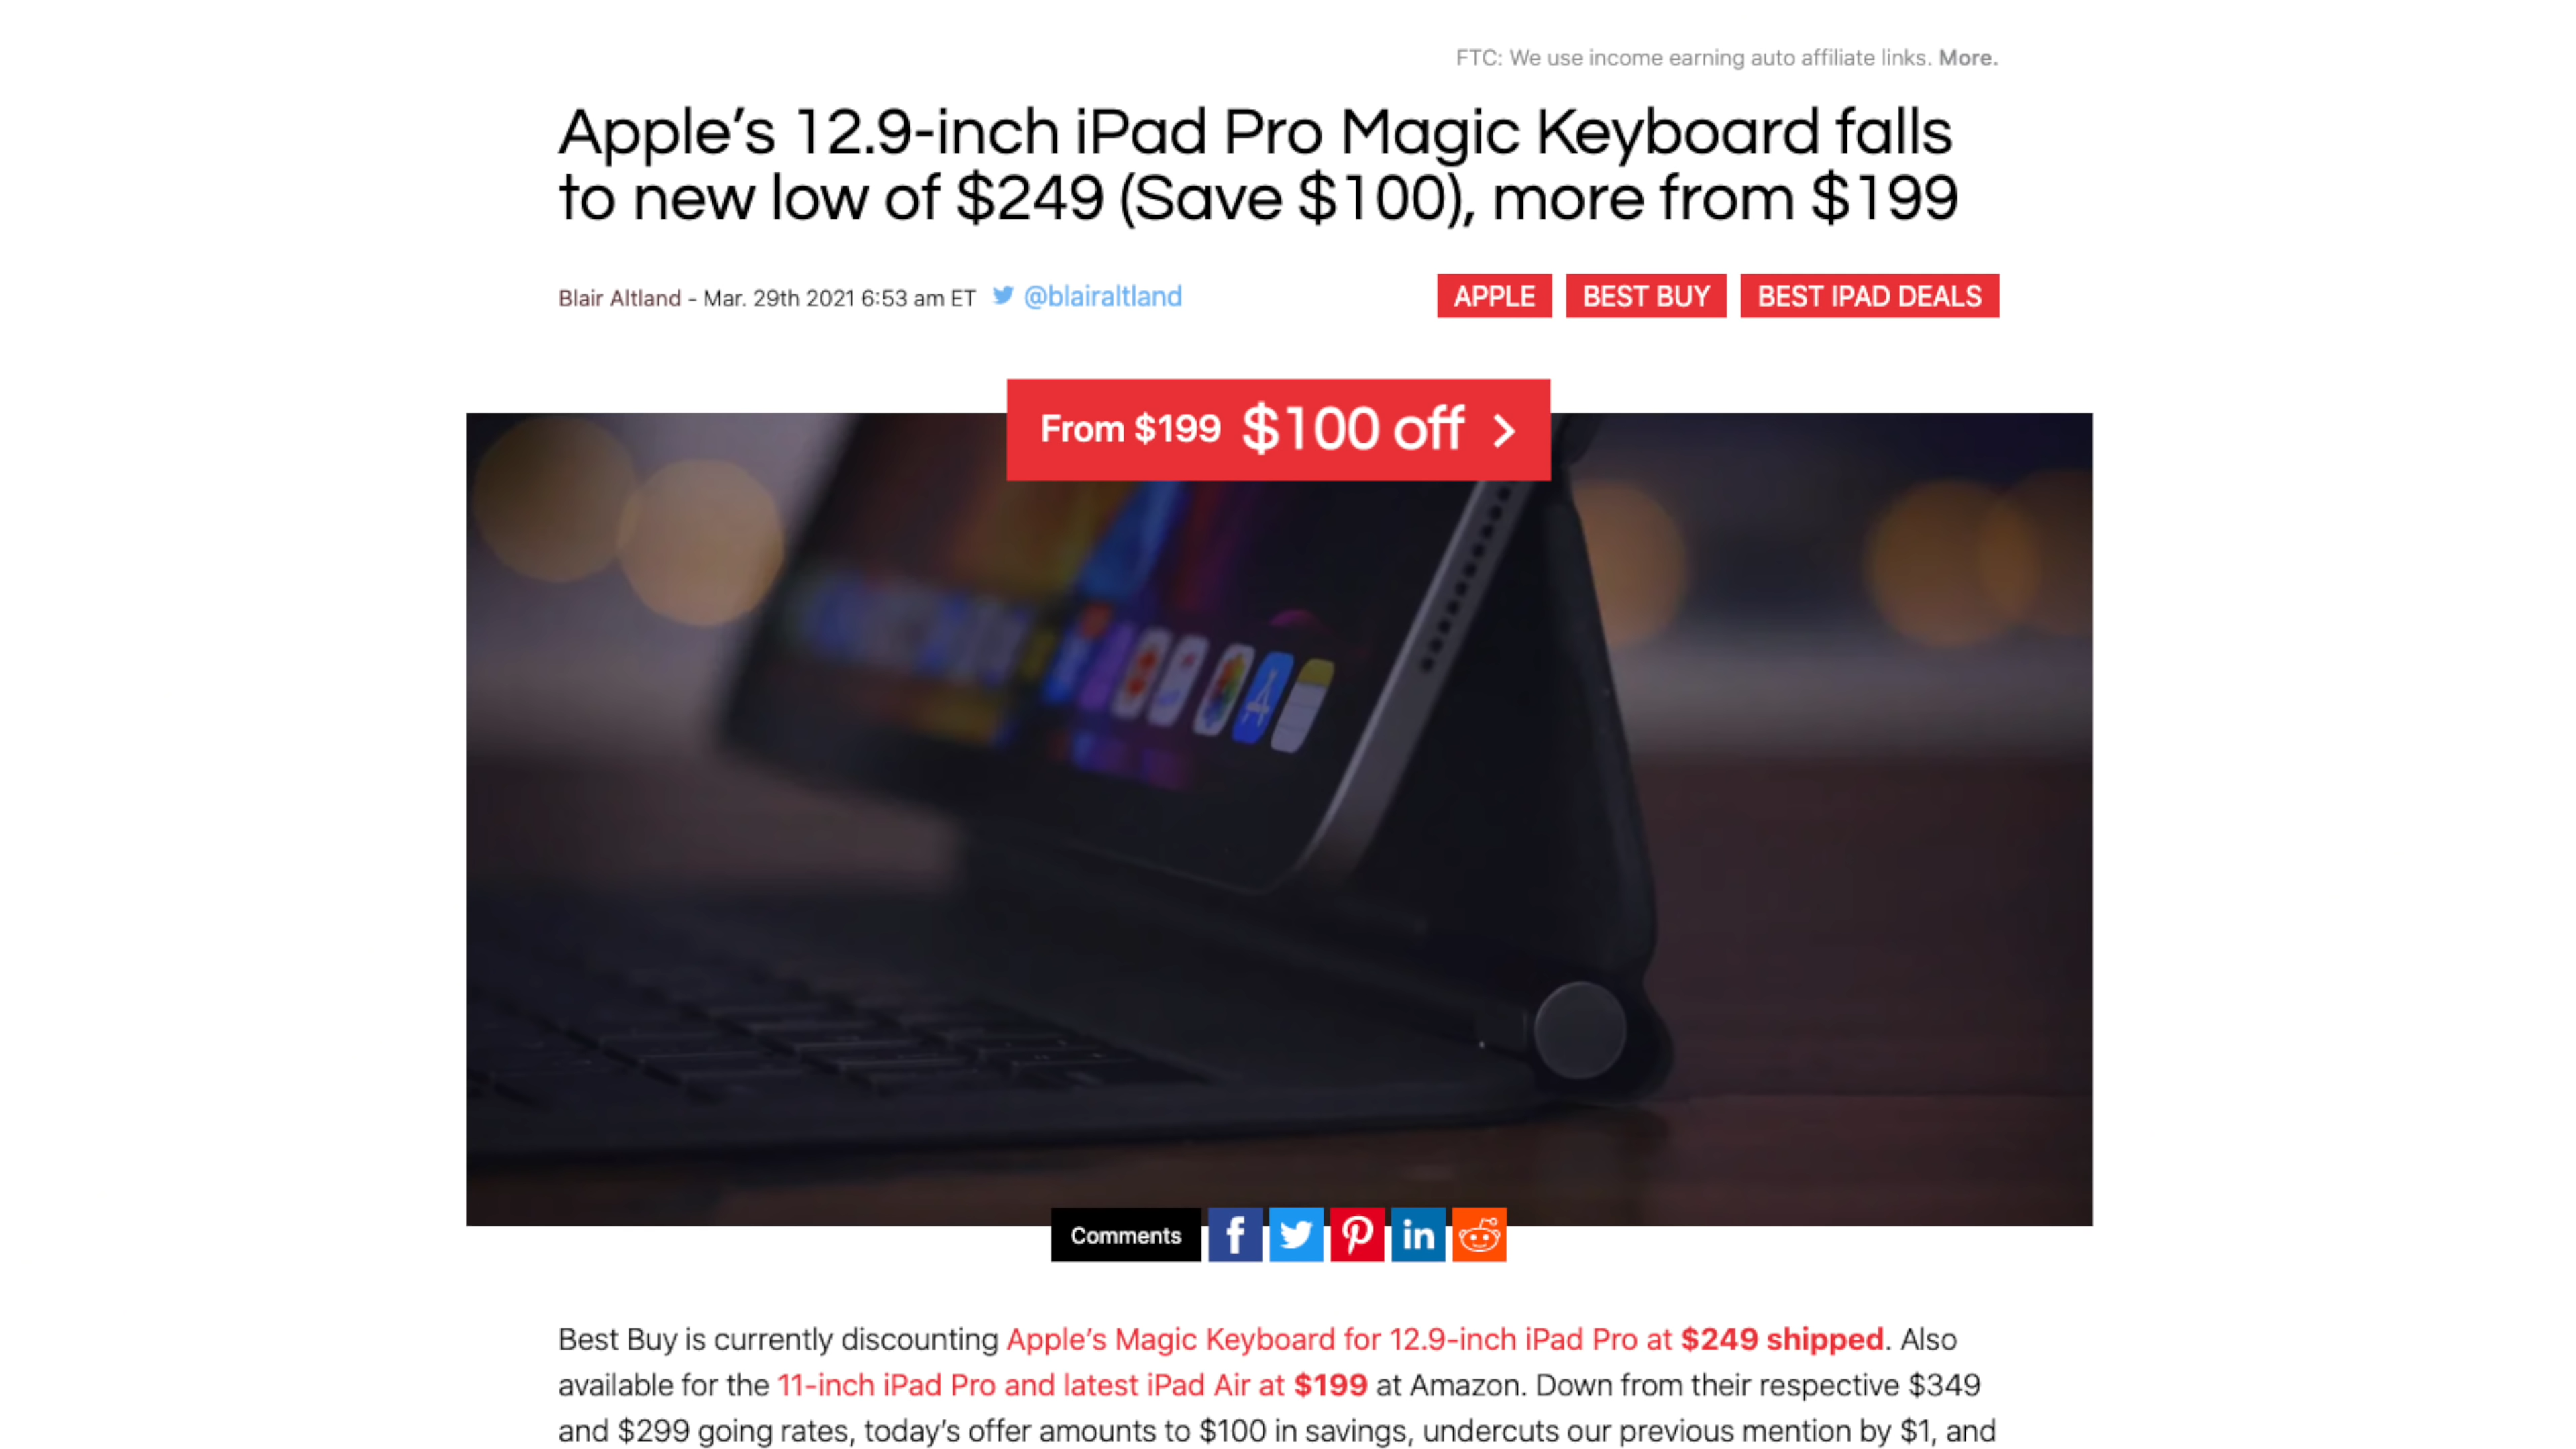 FTC: We use income earning auto affiliate links. More.
Apple’s 12.9-inch iPad Pro Magic Keyboard falls
to new low of $249 (Save $100), more from $199
Blair Altland - Mar. 29th 2021 6:53 am ET @blairaltland
APPLE BEST BUY BEST IPAD DEALS
From $199 $100 off >
Comments
Best Buy is currently discounting Apple’s Magic Keyboard for 12.9-inch iPad Pro at $249 shipped. Also
available for the 11-inch iPad Pro and latest iPad Air at $199 at Amazon. Down from their respective $349
and $299 going rates, today’s offer amounts to $100 in savings, undercuts our previous mention by $1, and